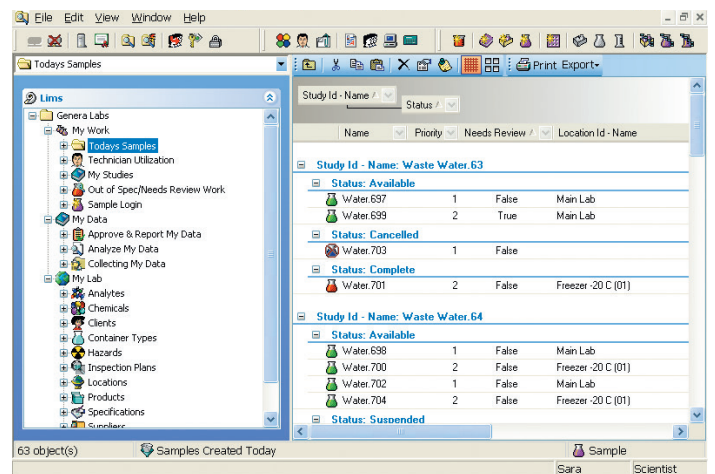 File Edit View Window Help
Todays Samples
Print Export
Lims
Genera Labs
My Work
Todays Samples
Technician Utilization
My Studies
Out of Spec/Needs Review Work
Sample Login
My Data
Approve & Report My Data
Analyze My Data
Collecting My Data
My Lab
Analytes
Chemicals
Clients
Container Types
Hazards
Inspection Plans
Locations
Products
Specifications
Suppliers
Study Id - Name /
Status /
Name Priority Needs Review / Location Id - Name
Study Id - Name: Waste Water.63
Status: Available
Water.697 1 False Main Lab
Water.699 2 True Main Lab
Status: Cancelled
Water.703 1 False
Status: Complete
Water.701 2 False Freezer -20 C (01)
Study Id - Name: Waste Water.64
Status: Available
Water.698 1 False Main Lab
Water.700 2 False Freezer -20 C (01)
Water.702 1 False Main Lab
Water.704 2 False Freezer -20 C (01)
Status: Suspended
63 object(s) Samples Created Today Sample
Sara Scientist